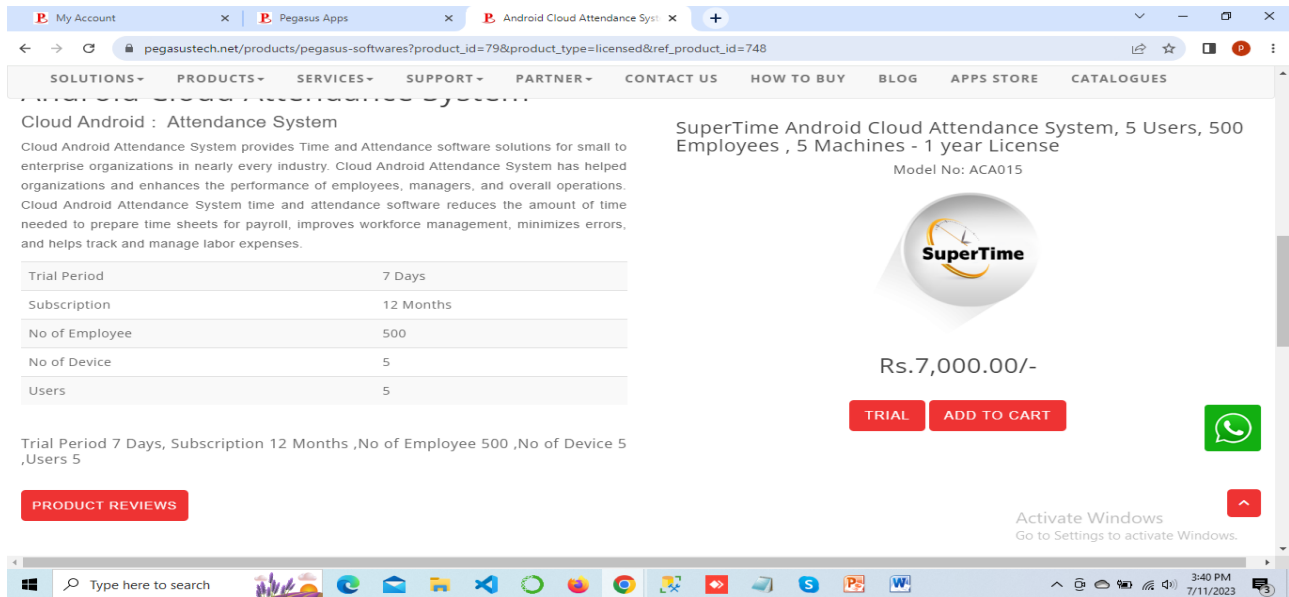 My Account
Pegasus Apps
Android Cloud Attendance Syst
pegasustech.net/products/pegasus-softwares?product_id=79&product_type=licensed&ref_product_id=748
P
SOLUTIONS PRODUCTS SERVICES SUPPORT PARTNER CONTACT US HOW TO BUY BLOG APPS STORE CATALOGUES
Android Cloud Attendance System
Cloud Android : Attendance System
Cloud Android Attendance System provides Time and Attendance software solutions for small to
enterprise organizations in nearly every industry. Cloud Android Attendance System has helped
organizations and enhances the performance of employees, managers, and overall operations.
Cloud Android Attendance System time and attendance software reduces the amount of time
needed to prepare time sheets for payroll, improves workforce management, minimizes errors,
and helps track and manage labor expenses.
Trial Period 7 Days
Subscription 12 Months
No of Employee 500
No of Device 5
Users 5
Trial Period 7 Days, Subscription 12 Months ,No of Employee 500 ,No of Device 5
,Users 5
PRODUCT REVIEWS
SuperTime Android Cloud Attendance System, 5 Users, 500
Employees , 5 Machines - 1 year License
Model No: ACA015
SuperTime
Rs.7,000.00/-
TRIAL ADD TO CART
Activate Windows
Go to Settings to activate Windows.
Type here to search
3:40 PM
7/11/2023